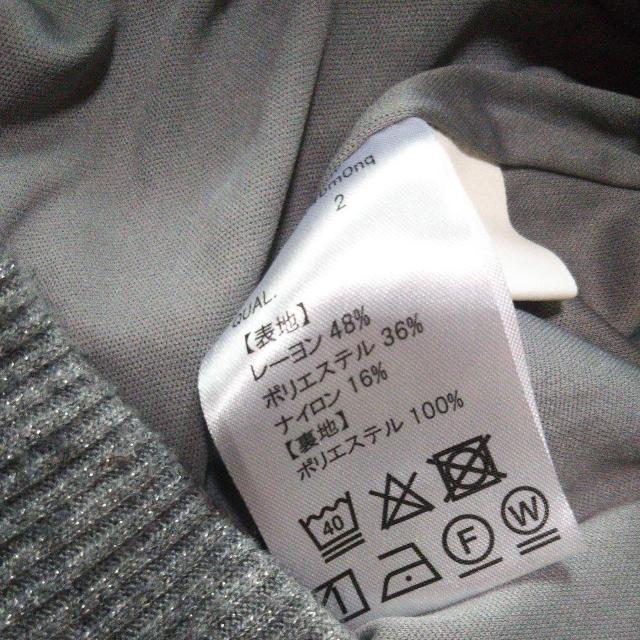 2
QUAL.
【表地】
レーヨン 48%
ポリエステル 36%
ナイロン 16%
【裏地】
ポリエステル 100%
40
F
W